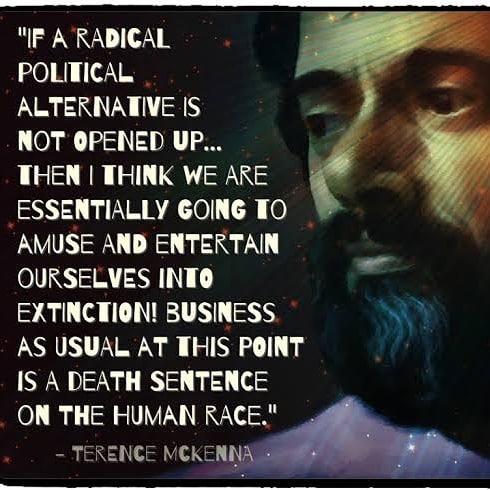 "IF A RADICAL
POLITICAL
ALTERNATIVE IS
NOT OPENED UP...
THEN I THINK WE ARE
ESSENTIALLY GOING TO
AMUSE AND ENTERTAIN
OURSELVES INTO
EXTINCTION! BUSINESS
AS USUAL AT THIS POINT
IS A DEATH SENTENCE
ON THE HUMAN RACE."
- TERENCE MCKENNA